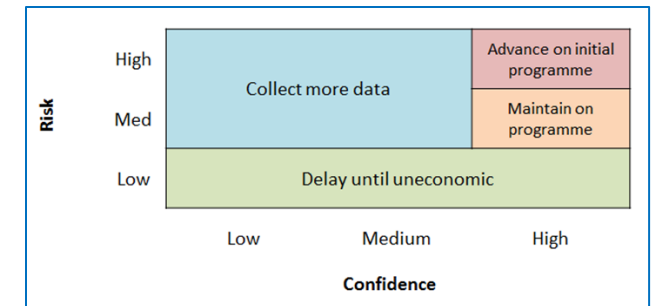 High
Advance on initial
programme
Collect more data
Risk
Med
Maintain on
programme
Low
Delay until uneconomic
Low
Medium
High
Confidence